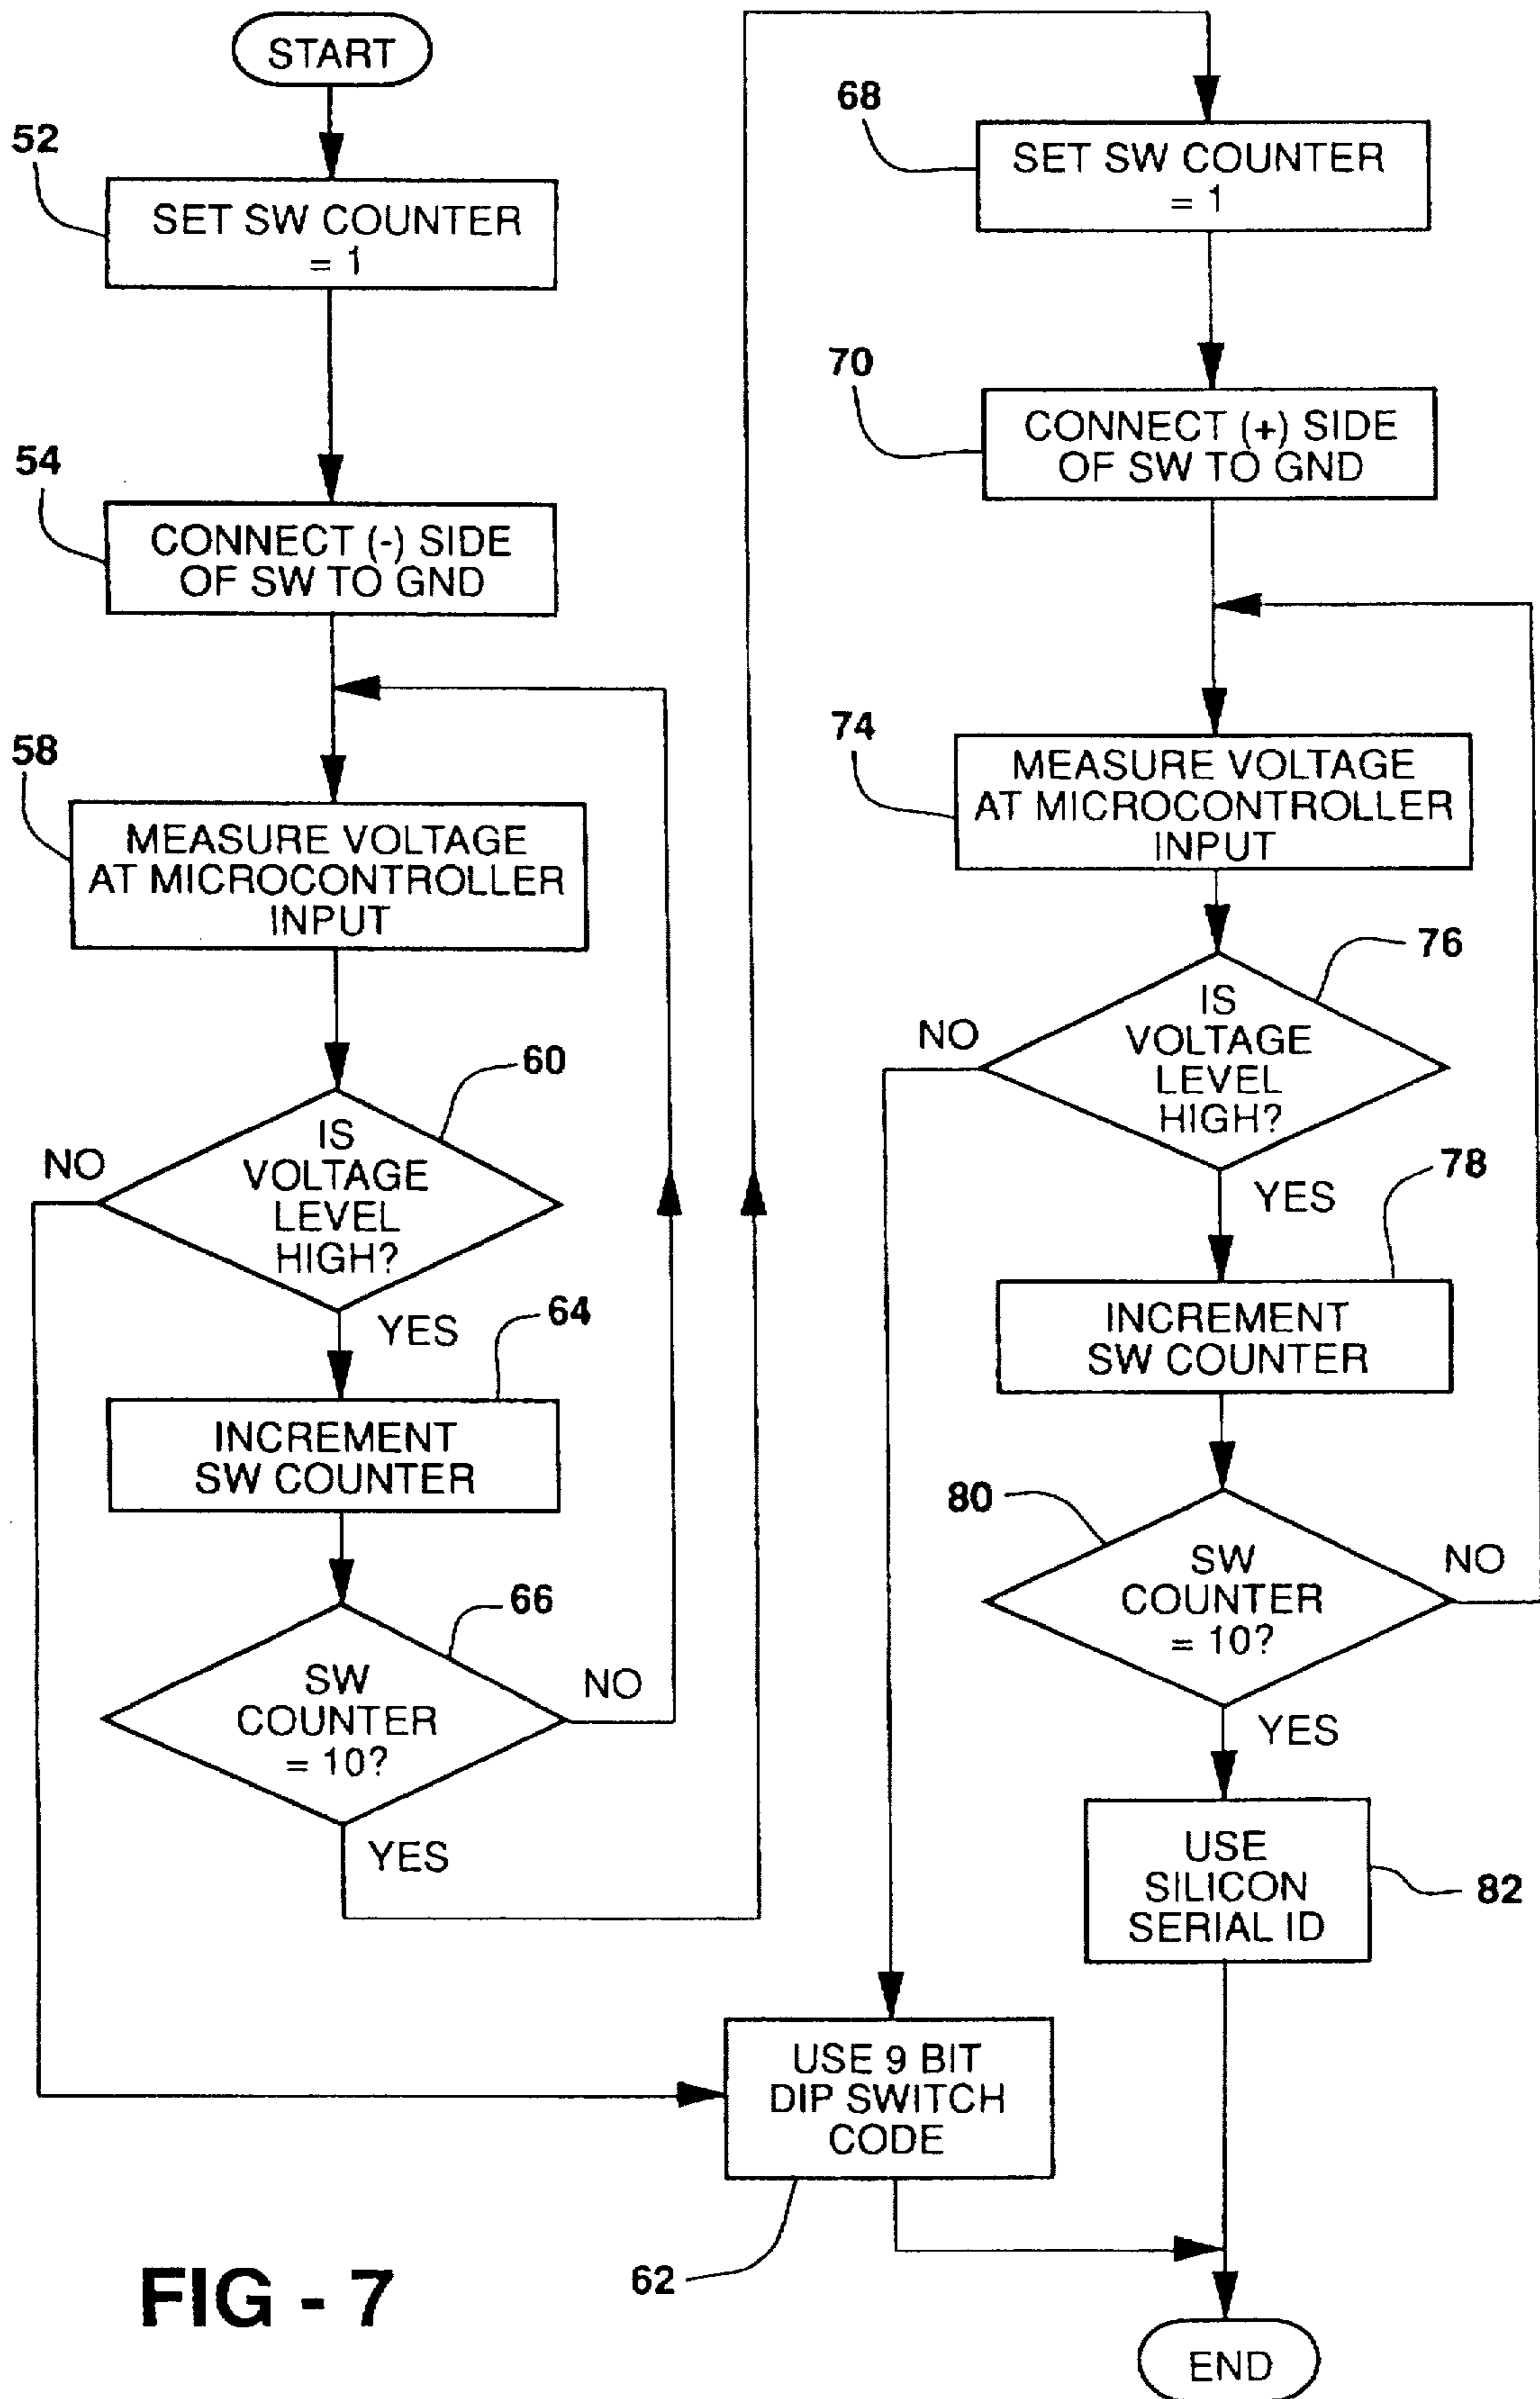 START
52
SET SW COUNTER
= 1
54
CONNECT (-) SIDE
OF SW TO GND
58
MEASURE VOLTAGE
AT MICROCONTROLLER
INPUT
60
IS
VOLTAGE
LEVEL
HIGH?
NO
YES
64
INCREMENT
SW COUNTER
66
SW
COUNTER
= 10?
NO
YES
68
SET SW COUNTER
= 1
70
CONNECT (+) SIDE
OF SW TO GND
74
MEASURE VOLTAGE
AT MICROCONTROLLER
INPUT
76
IS
VOLTAGE
LEVEL
HIGH?
NO
YES
78
INCREMENT
SW COUNTER
80
SW
COUNTER
= 10?
NO
YES
USE
SILICON
SERIAL ID
82
USE 9 BIT
DIP SWITCH
CODE
62
END
FIG - 7